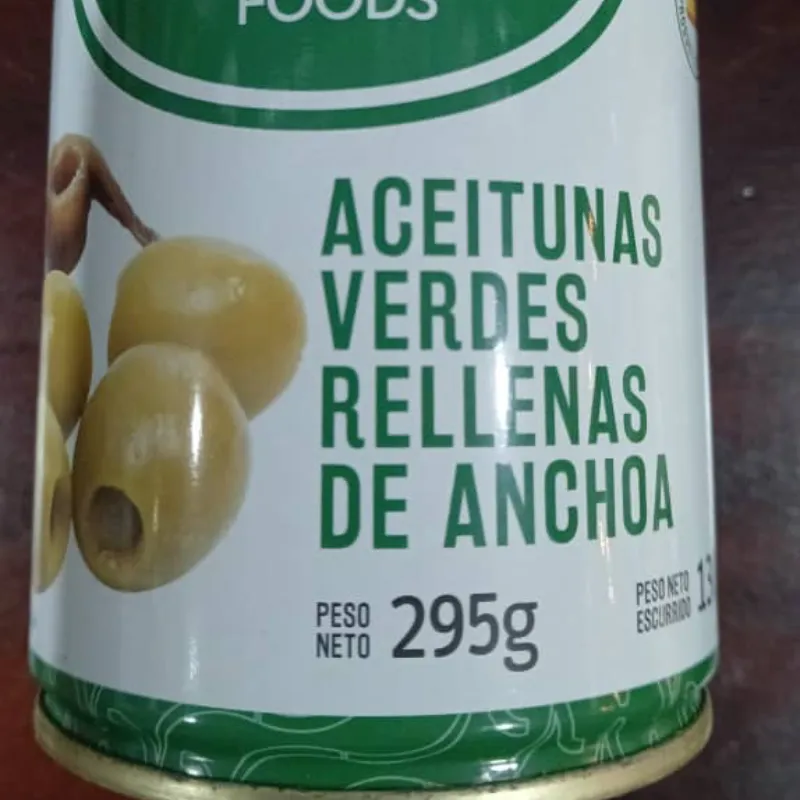 FOODS
ACEITUNAS
VERDES
RELLENAS
DE ANCHOA
PESO
NETO
295g
PESO NETO
ESCURRIDO